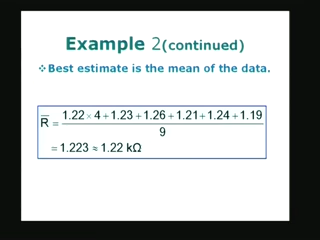 Example 2(continued)
❖Best estimate is the mean of the data.
R̅ = 1.22 × 4 + 1.23 + 1.26 + 1.21 + 1.24 + 1.19
9
= 1.223 ≈ 1.22 kΩ